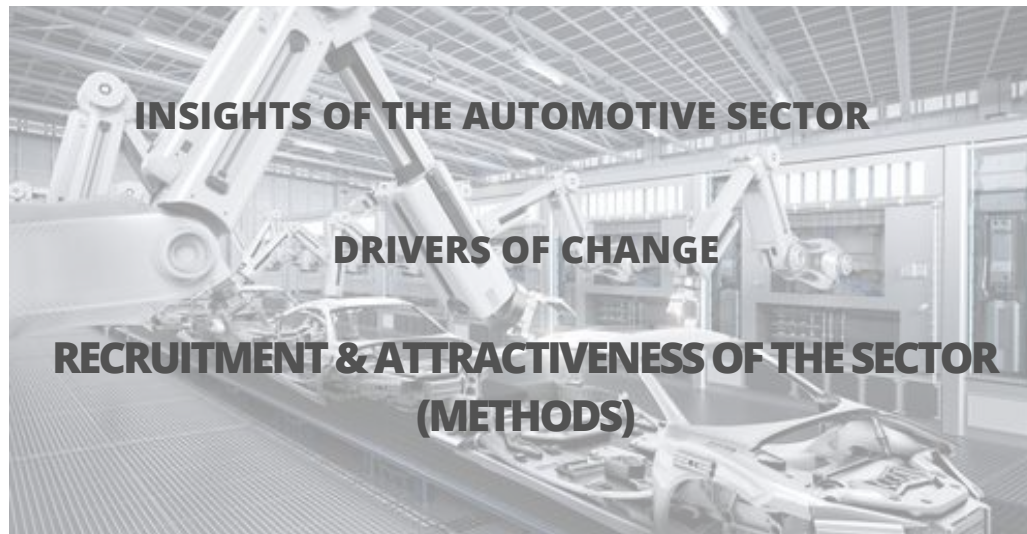 INSIGHTS OF THE AUTOMOTIVE SECTOR
DRIVERS OF CHANGE
RECRUITMENT & ATTRACTIVENESS OF THE SECTOR
(METHODS)